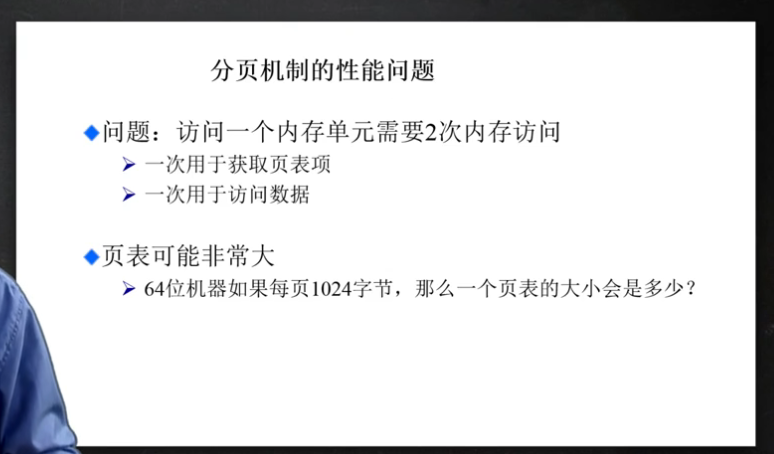 分页机制的性能问题
问题：访问一个内存单元需要2次内存访问
一次用于获取页表项
一次用于访问数据
页表可能非常大
64位机器如果每页1024字节，那么一个页表的大小会是多少？